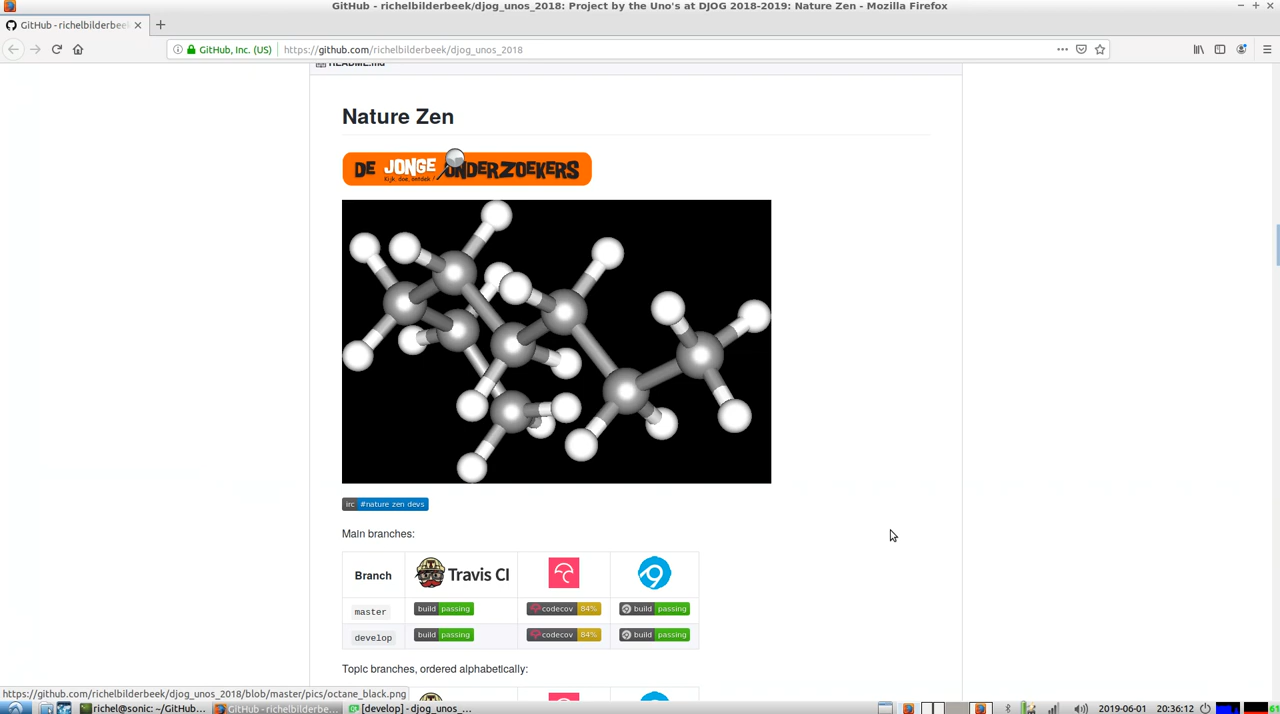 GitHub - richelbilderbeek/djog_unos_2018: Project by the Uno's at DJOG 2018-2019: Nature Zen - Mozilla Firefox
GitHub - richelbilderbeek
GitHub, Inc. (US)
https://github.com/richelbilderbeek/djog_unos_2018
README.md
Nature Zen
DE JONGE ONDERZOEKERS
Kijk, doe, ontdek!
irc #nature zen devs
Main branches:
Branch Travis CI
master build passing codecov 84% build passing
develop build passing codecov 84% build passing
Topic branches, ordered alphabetically:
https://github.com/richelbilderbeek/djog_unos_2018/blob/master/pics/octane_black.png
richel@sonic: ~/GitHub...
GitHub - richelbilderbe...
[develop] - djog_unos_...
2019-06-01
20:36:12
61